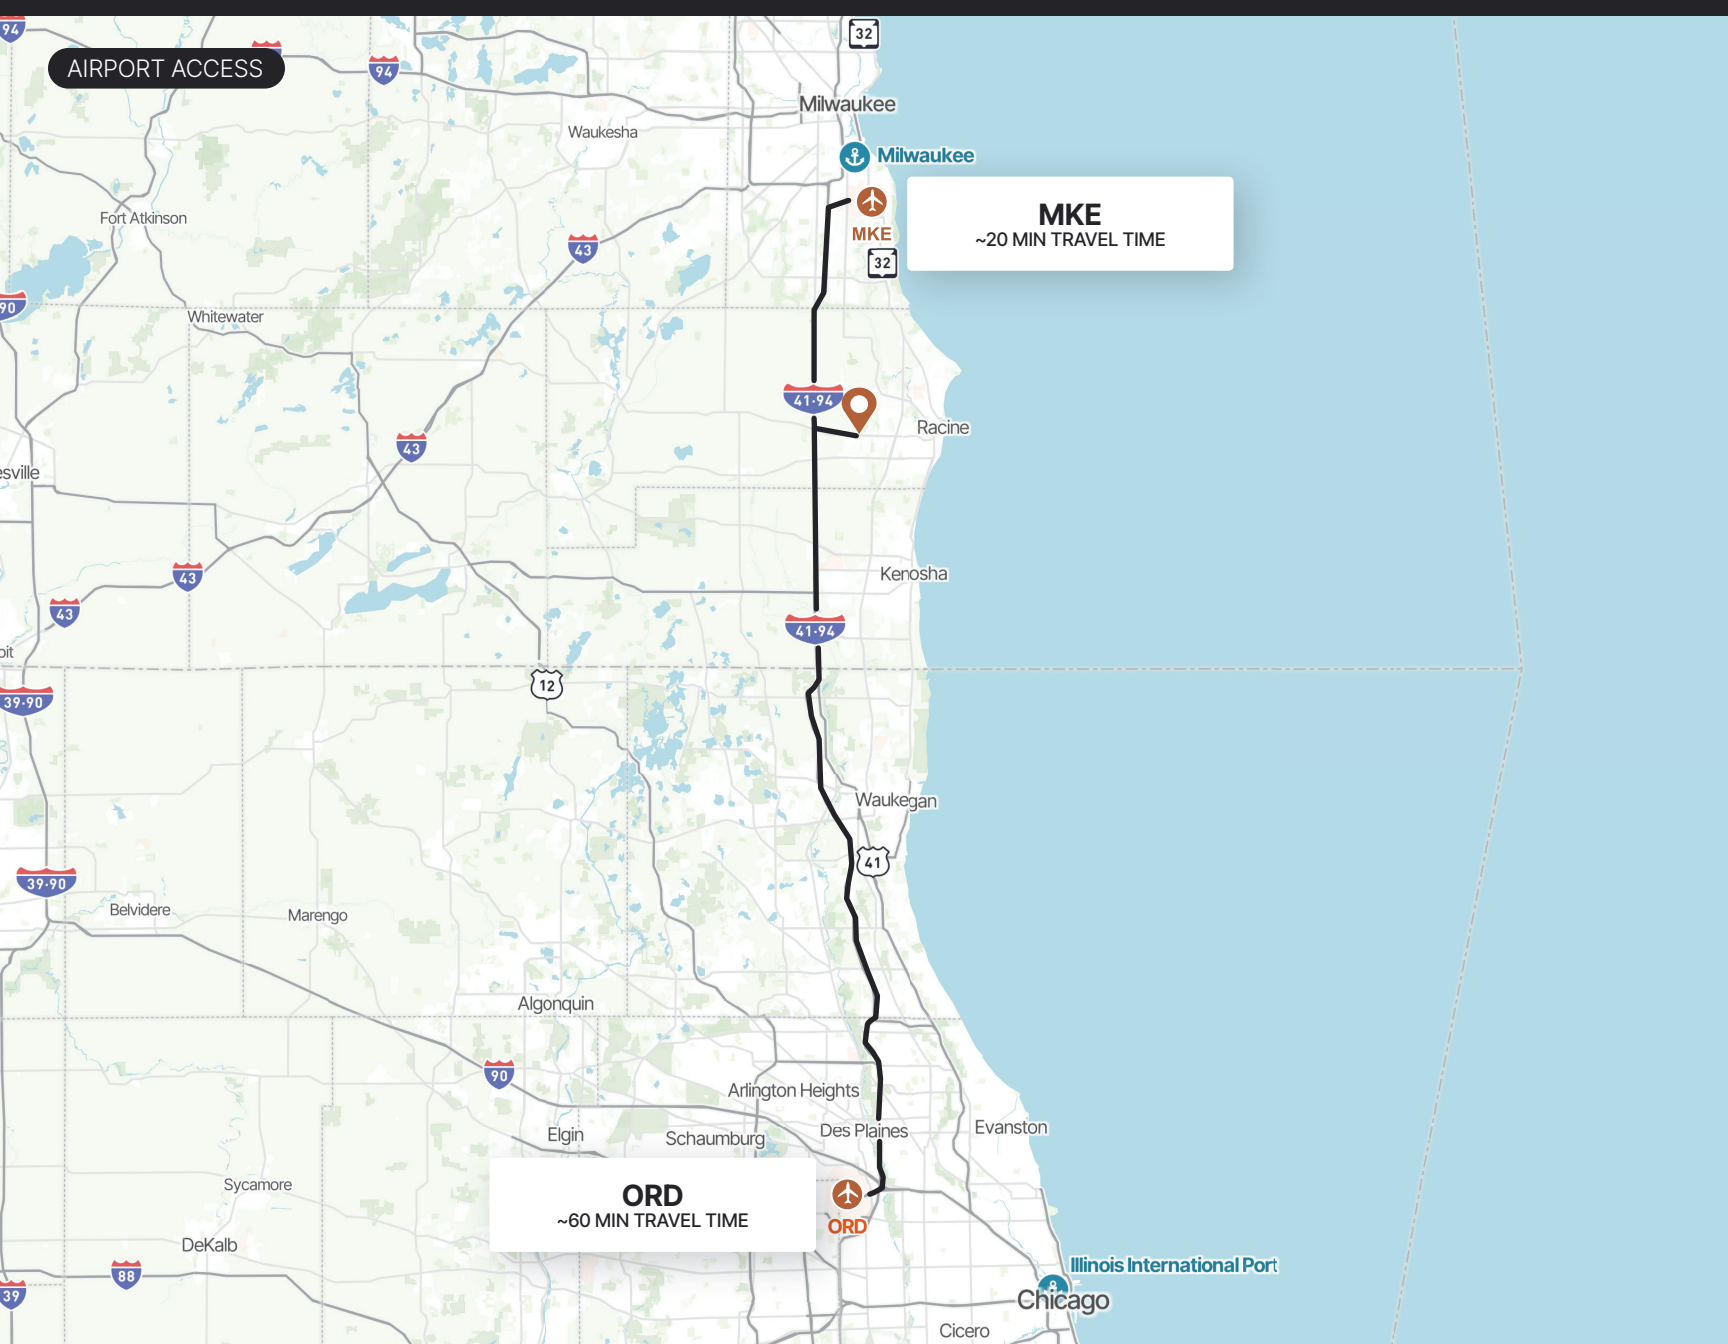 94
32
AIRPORT ACCESS
94
Milwaukee
Waukesha
Milwaukee
MKE
~20 MIN TRAVEL TIME
Fort Atkinson
MKE
43
32
90
Whitewater
41·94
Racine
43
esville
43
Kenosha
43
41·94
oit
12
39·90
Waukegan
41
39·90
Belvidere
Marengo
Algonquin
90
Arlington Heights
Des Plaines
Evanston
Elgin
Schaumburg
Sycamore
ORD
~60 MIN TRAVEL TIME
ORD
DeKalb
88
Illinois International Port
39
Chicago
Cicero